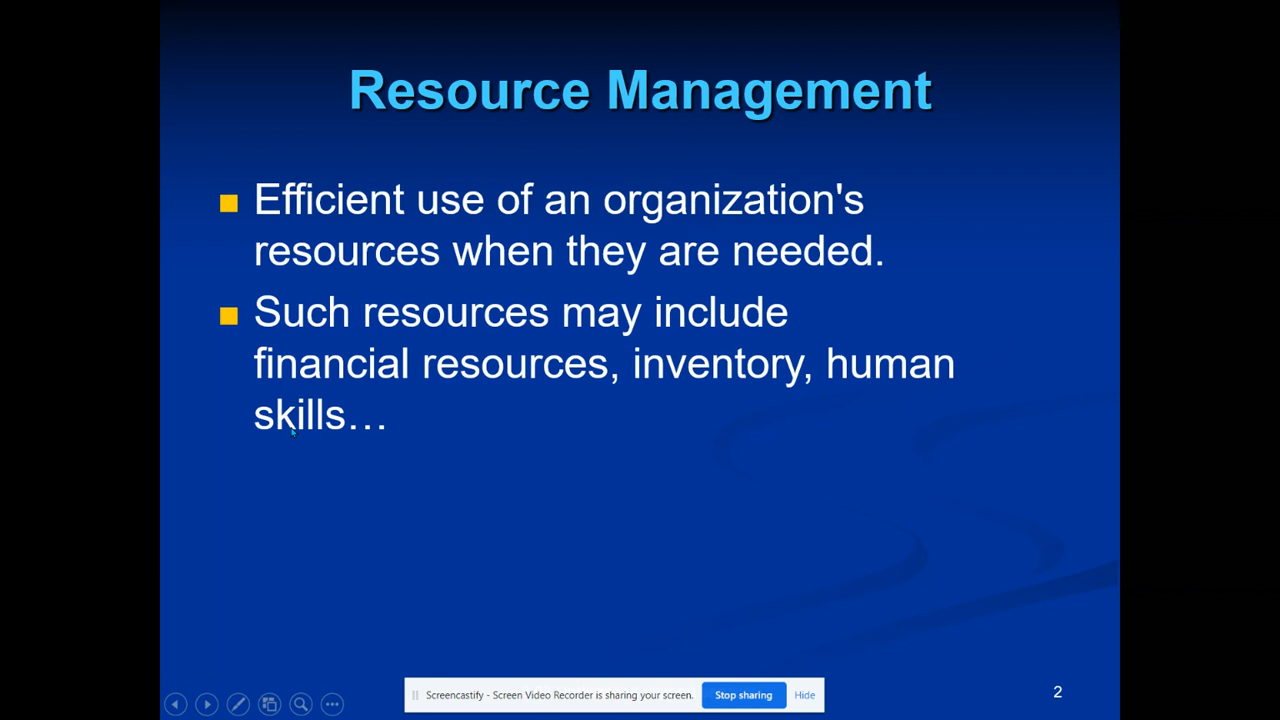 Resource Management
Efficient use of an organization's
resources when they are needed.
Such resources may include
financial resources, inventory, human
skills…
Screencastify - Screen Video Recorder is sharing your screen. Stop sharing Hide
2